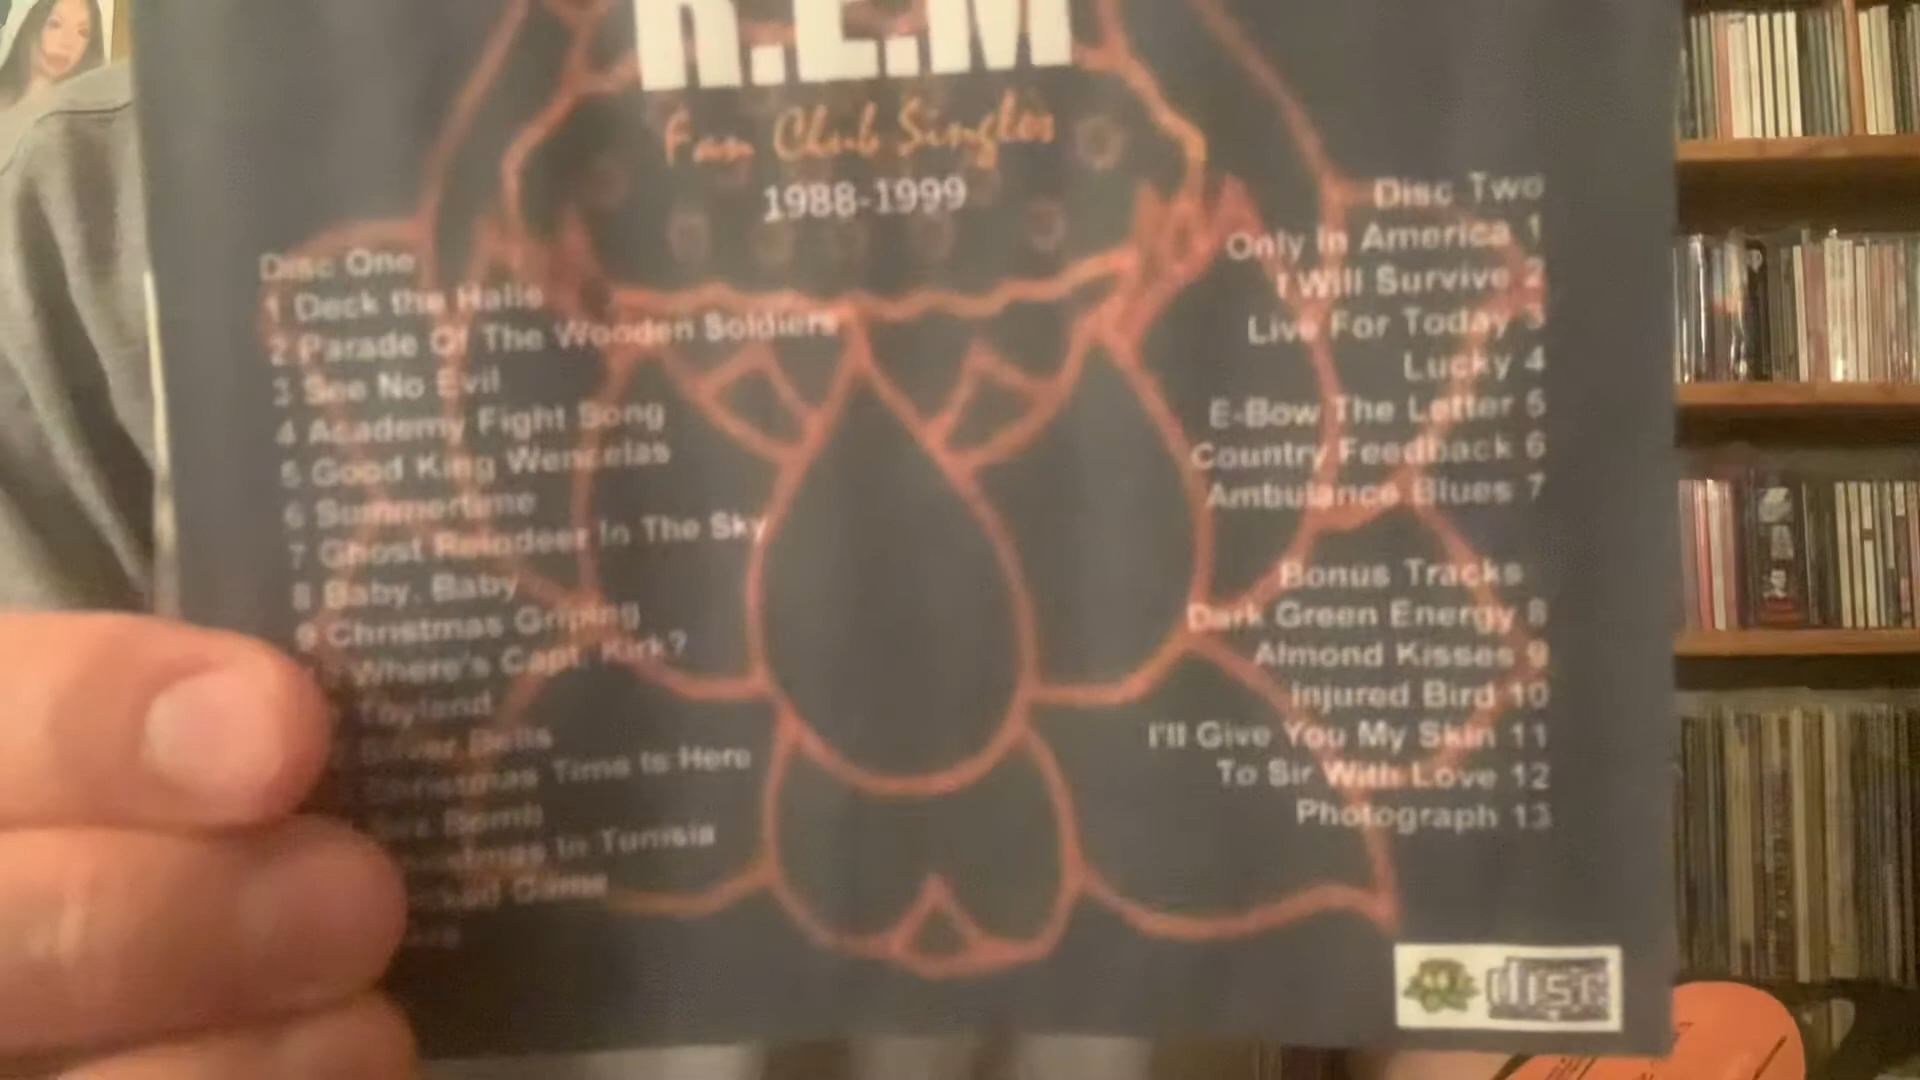 R.E.M
Fan Club Singles
1988-1999
Disc One
1 Deck the Halls
2 Parade Of The Wooden Soldiers
3 See No Evil
4 Academy Fight Song
5 Good King Wencelas
6 Summertime
7 Ghost Reindeer In The Sky
8 Baby, Baby
9 Christmas Griping
Where's Capt. Kirk?
Toyland
Silver Bells
Christmas Time Is Here
Bomb
Christmas In Tunisia
Game
Disc Two
Only In America 1
I Will Survive 2
Live For Today 3
Lucky 4
E-Bow The Letter 5
Country Feedback 6
Ambulance Blues 7
Bonus Tracks
Dark Green Energy 8
Almond Kisses 9
Injured Bird 10
I'll Give You My Skin 11
To Sir With Love 12
Photograph 13
disc